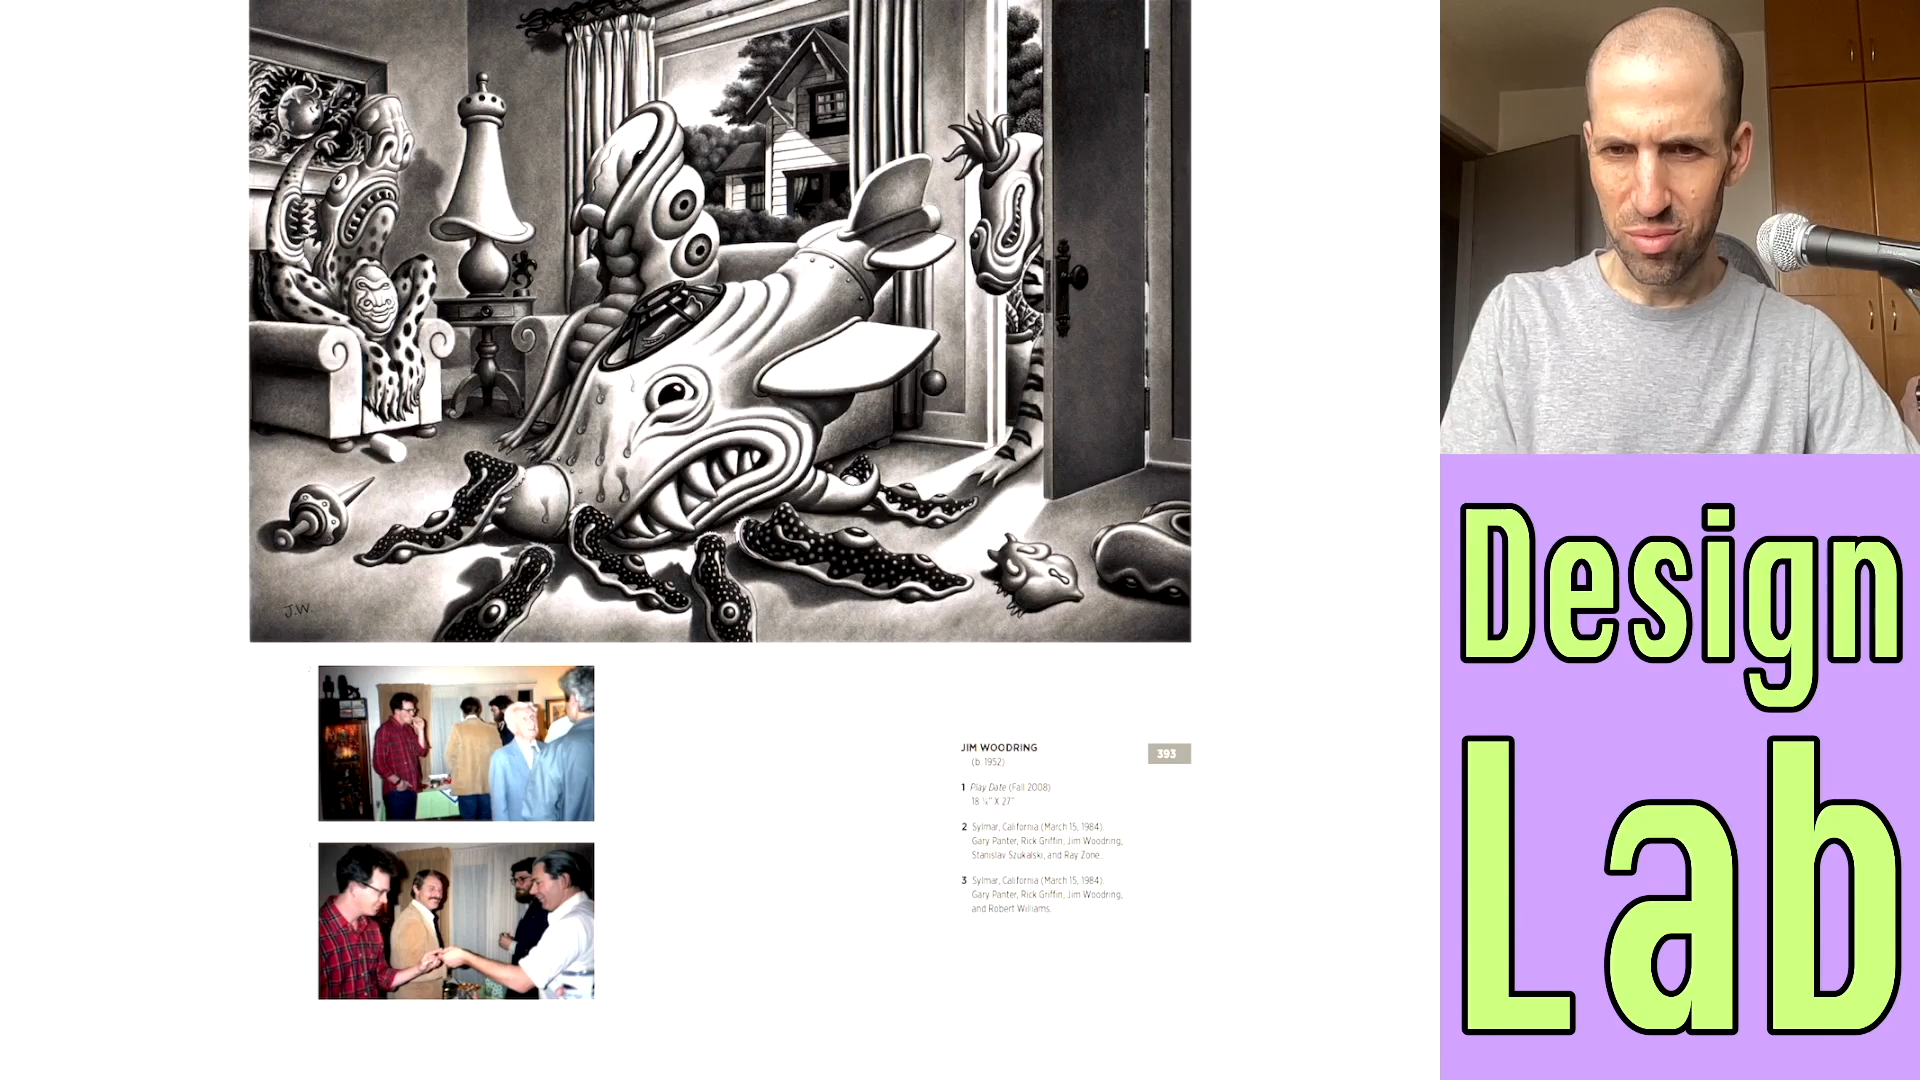 J.W.
JIM WOODRING
(b. 1952)
393
1 Play Date (Fall 2008)
18 ¼" X 27"
2 Sylmar, California (March 15, 1984).
Gary Panter, Rick Griffin, Jim Woodring,
Stanislav Szukalski, and Ray Zone.
3 Sylmar, California (March 15, 1984).
Gary Panter, Rick Griffin, Jim Woodring,
and Robert Williams.
Design
Lab